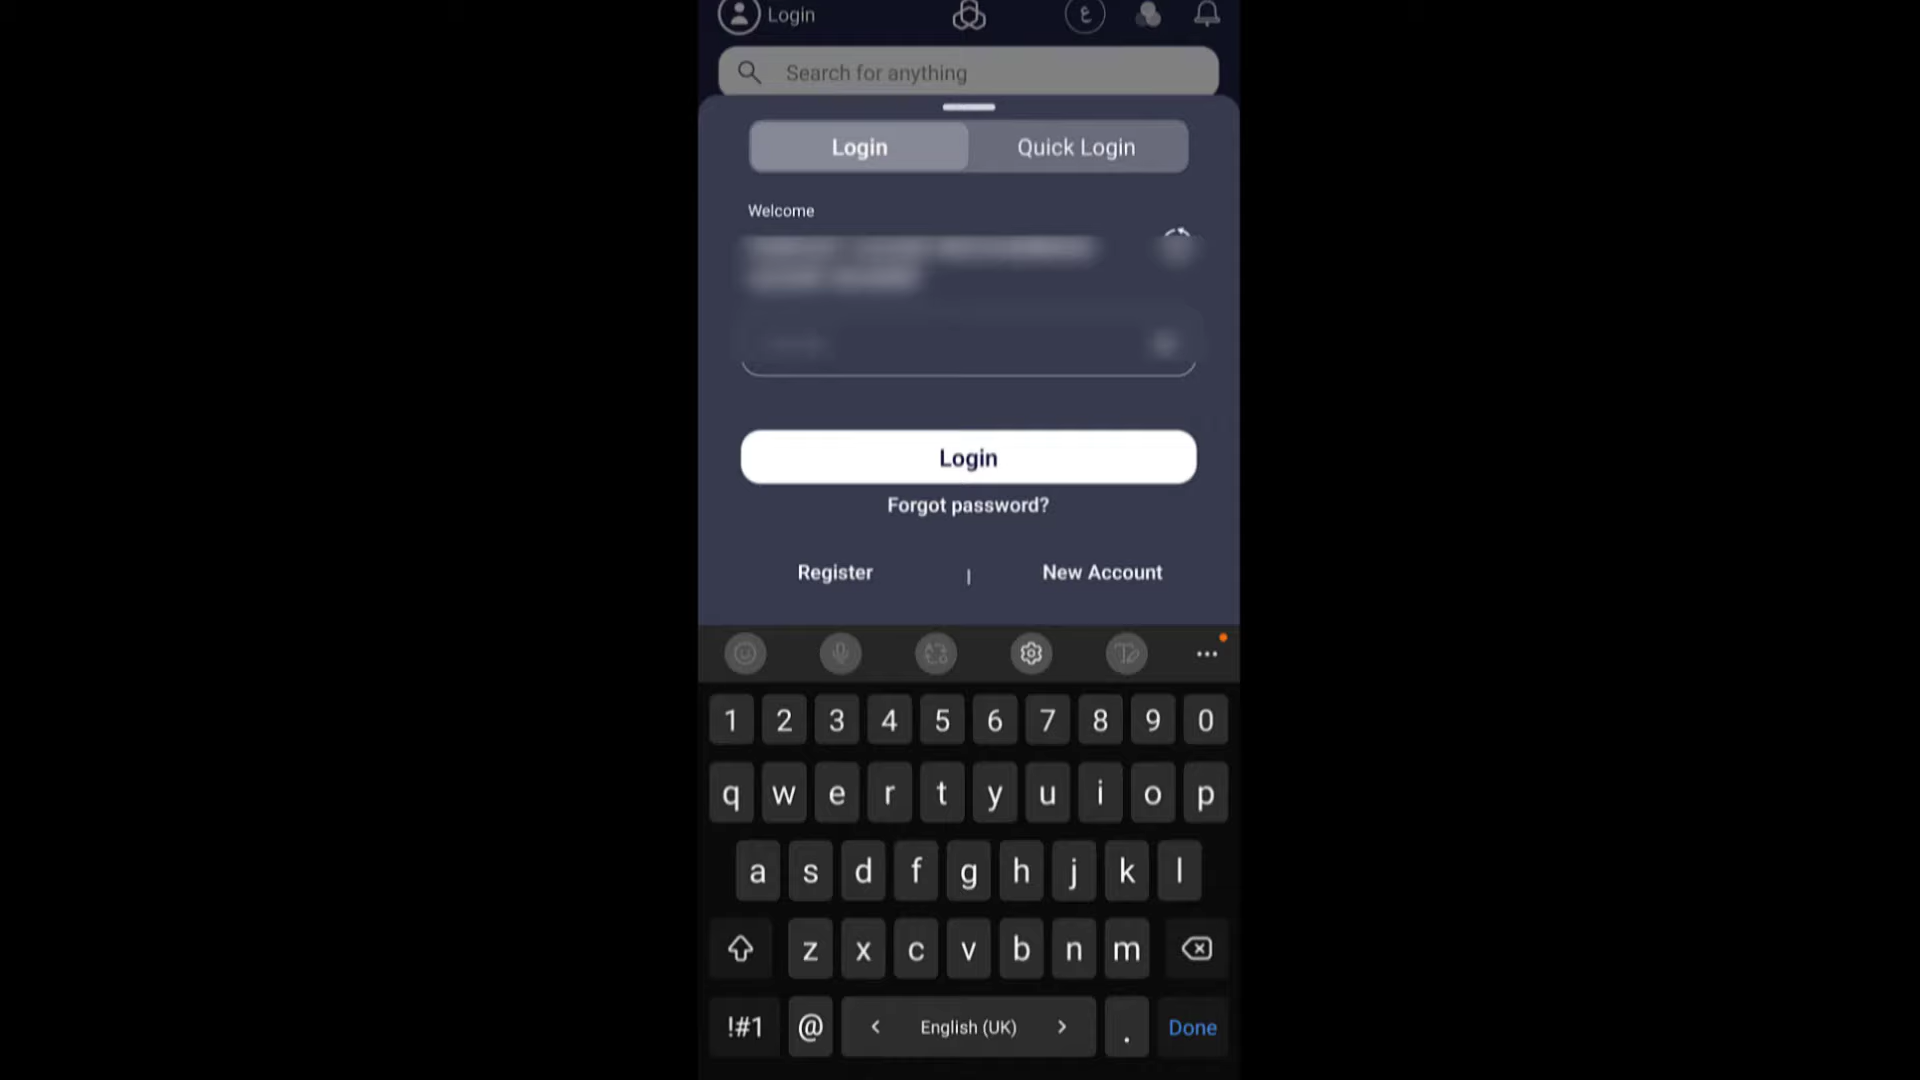 Login
ع
Search for anything
Login
Quick Login
Welcome
Login
Forgot password?
Register | New Account
1 2 3 4 5 6 7 8 9 0
q w e r t y u i o p
a s d f g h j k l
z x c v b n m
!#1 @ < English (UK) > . Done